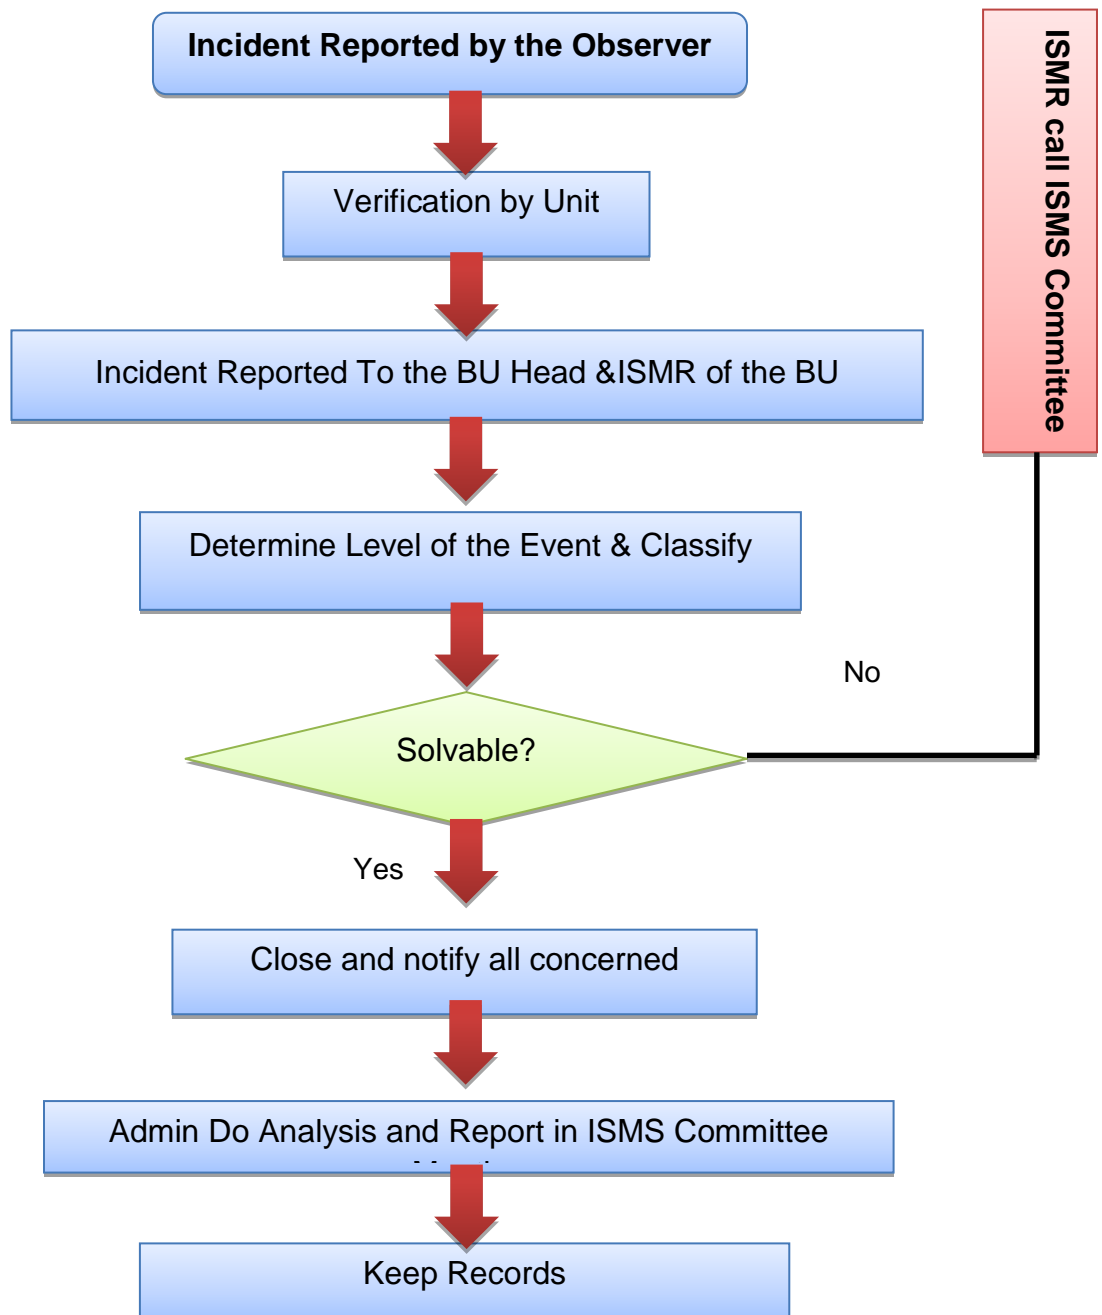 Incident Reported by the Observer
ISMR call ISMS Committee
Verification by Unit
Incident Reported To the BU Head &ISMR of the BU
Determine Level of the Event & Classify
No
Solvable?
Yes
Close and notify all concerned
Admin Do Analysis and Report in ISMS Committee
Keep Records